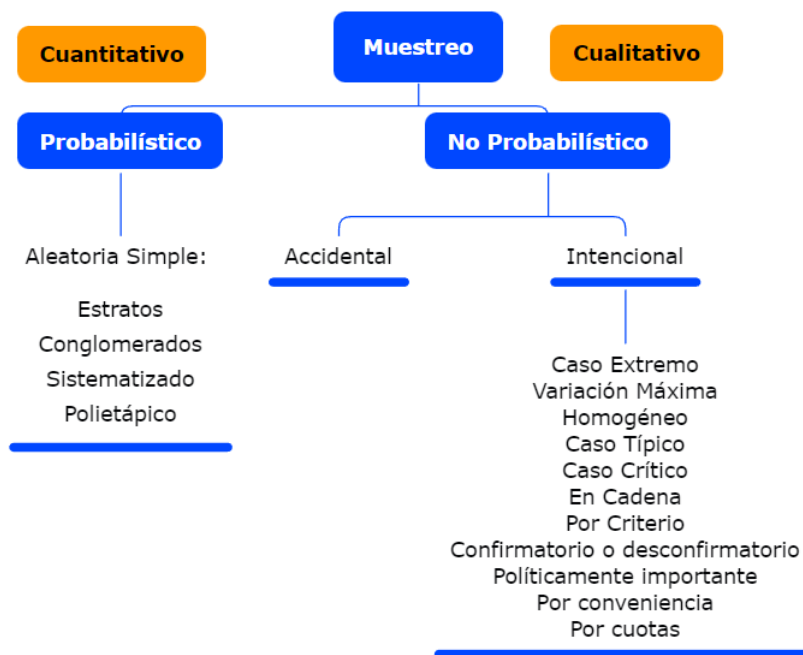 Cuantitativo
Muestreo
Cualitativo
Probabilístico
No Probabilístico
Aleatoria Simple:
Estratos
Conglomerados
Sistematizado
Polietápico
Accidental
Intencional
Caso Extremo
Variación Máxima
Homogéneo
Caso Típico
Caso Crítico
En Cadena
Por Criterio
Confirmatorio o desconfirmatorio
Políticamente importante
Por conveniencia
Por cuotas